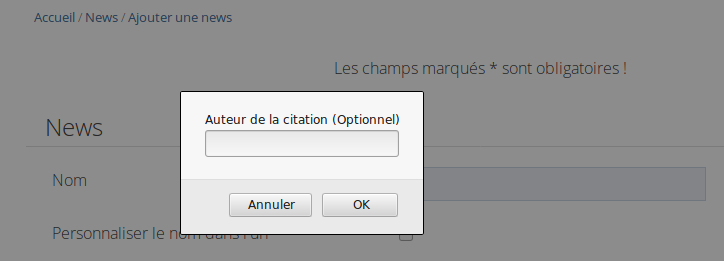 Accueil / News / Ajouter une news
Les champs marqués * sont obligatoires !
Auteur de la citation (Optionnel)
News
Nom
Annuler OK
Personnaliser le nom dans l'url